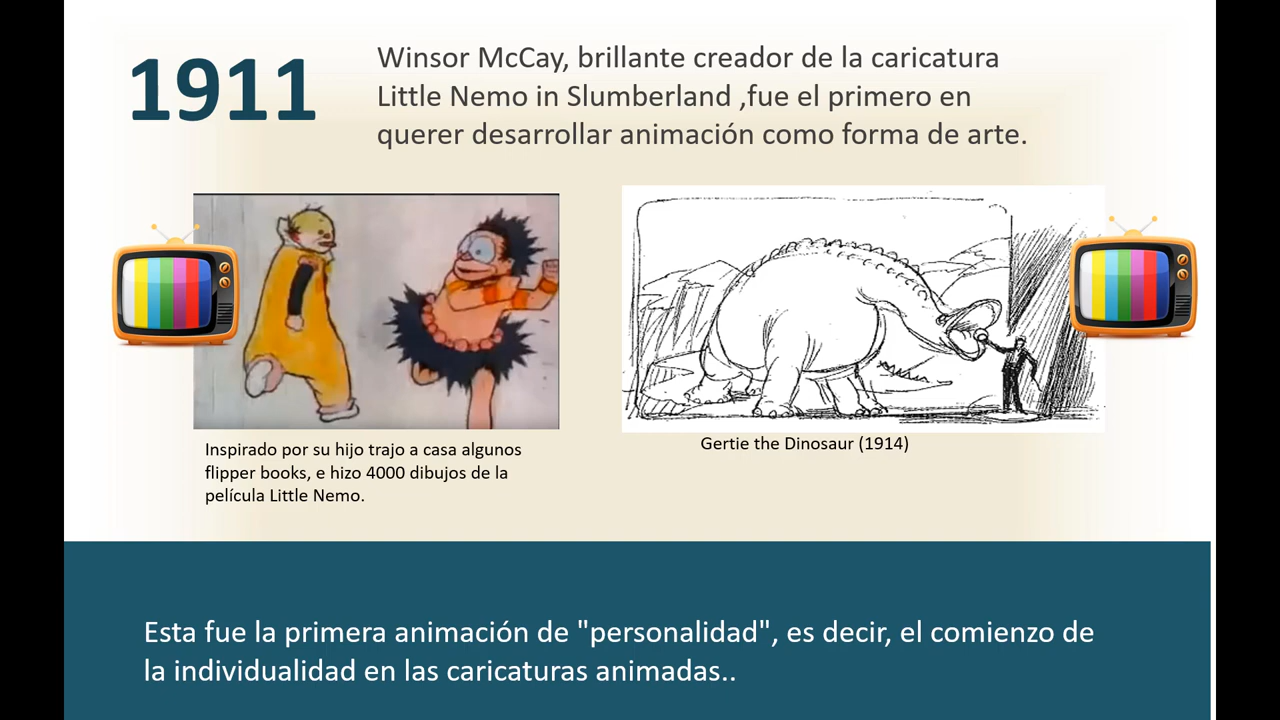 1911
Winsor McCay, brillante creador de la caricatura
Little Nemo in Slumberland ,fue el primero en
querer desarrollar animación como forma de arte.
Inspirado por su hijo trajo a casa algunos
flipper books, e hizo 4000 dibujos de la
película Little Nemo.
Gertie the Dinosaur (1914)
Esta fue la primera animación de "personalidad", es decir, el comienzo de
la individualidad en las caricaturas animadas..